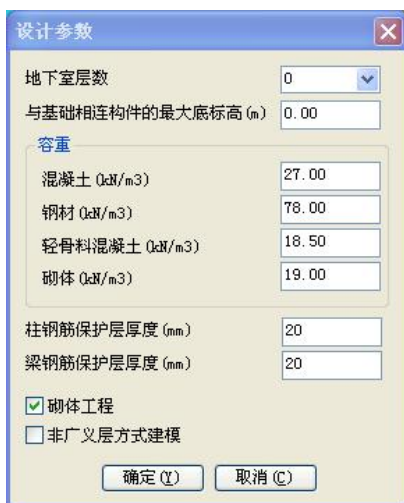 设计参数
地下室层数 0
与基础相连构件的最大底标高(m) 0.00
容重
混凝土(kN/m3) 27.00
钢材(kN/m3) 78.00
轻骨料混凝土(kN/m3) 18.50
砌体(kN/m3) 19.00
柱钢筋保护层厚度(mm) 20
梁钢筋保护层厚度(mm) 20
砌体工程
非广义层方式建模
确定(Y) 取消(C)